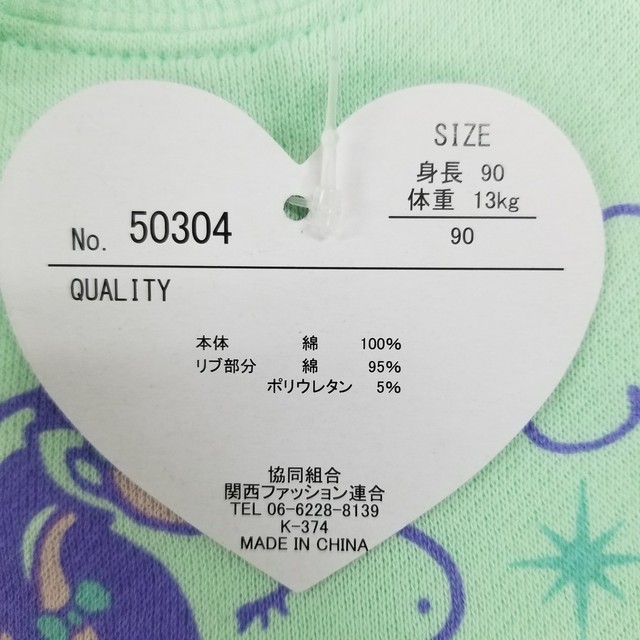 SIZE
身長 90
体重 13kg
90
No. 50304
QUALITY
本体 綿 100%
リブ部分 綿 95%
ポリウレタン 5%
協同組合
関西ファッション連合
TEL 06-6228-8139
K-374
MADE IN CHINA